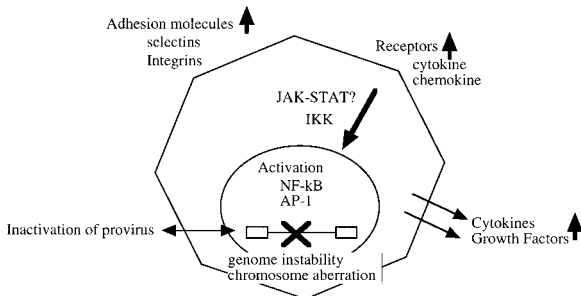 Adhesion molecules
selectins
Integrins
Receptors
cytokine
chemokine
JAK-STAT?
IKK
Activation
NF-kB
AP-1
Inactivation of provirus
Cytokines
Growth Factors
genome instability
chromosome aberration